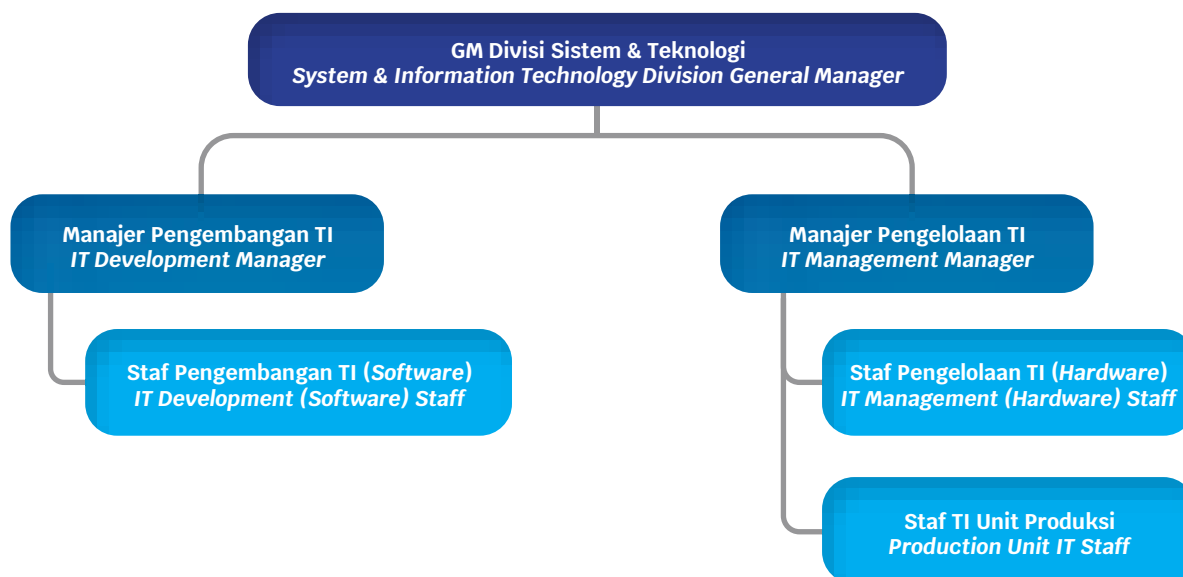 GM Divisi Sistem & Teknologi
System & Information Technology Division General Manager
Manajer Pengembangan TI
IT Development Manager
Manajer Pengelolaan TI
IT Management Manager
Staf Pengembangan TI (Software)
IT Development (Software) Staff
Staf Pengelolaan TI (Hardware)
IT Management (Hardware) Staff
Staf TI Unit Produksi
Production Unit IT Staff